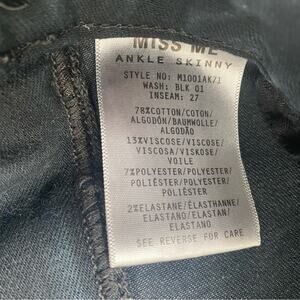 MISS ME
ANKLE SKINNY
STYLE NO: M1001AK/1
WASH: BLK 01
INSEAM: 27
78%COTTON/COTON/
ALGODÓN/BAUMWOLLE/
ALGODÃO
13%VISCOSE/VISCOSE/
VISCOSA/VISKOSE/
VOILE
7%POLYESTER/POLYESTER/
POLIÉSTER/POLYESTER/
POLIÉSTER
2%ELASTANE/ÉLASTHANNE/
ELASTANO/ELASTAN/
ELASTANO
SEE REVERSE FOR CARE